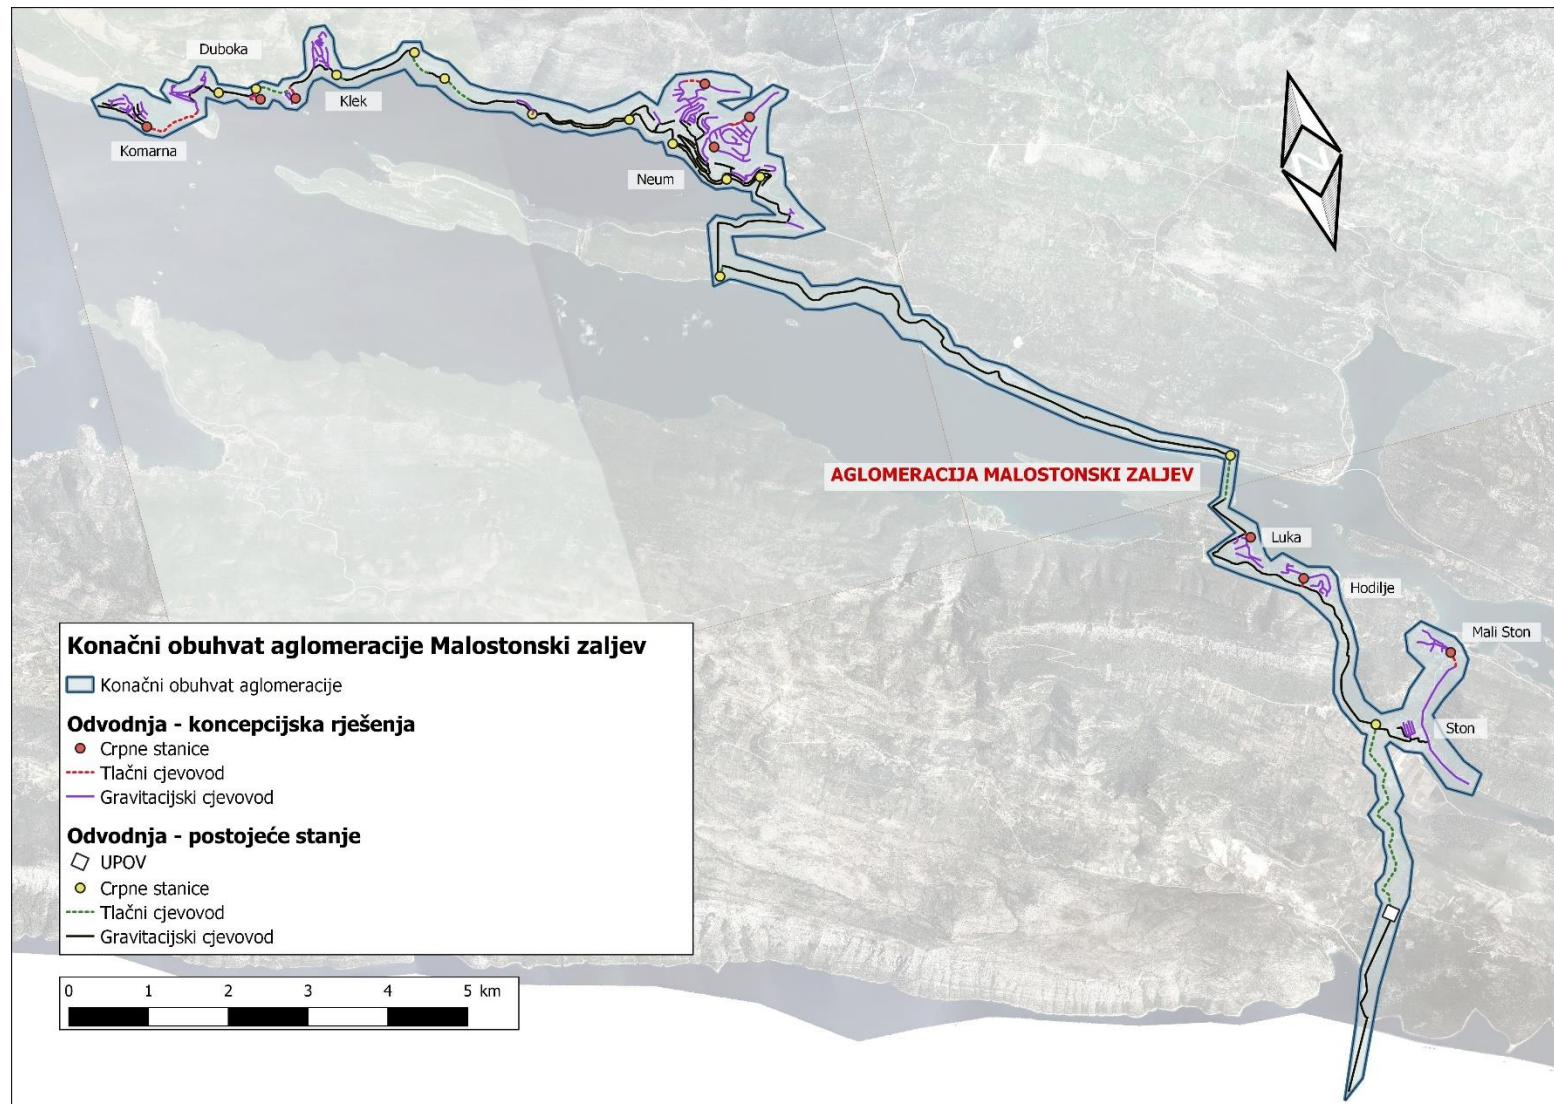 Duboka
Klek
Komarna
Neum
N
AGLOMERACIJA MALOSTONSKI ZALJEV
Luka
Hodilje
Mali Ston
Ston
Konačni obuhvat aglomeracije Malostonski zaljev
Konačni obuhvat aglomeracije
Odvodnja - koncepcijska rješenja
Crpne stanice
Tlačni cjevovod
Gravitacijski cjevovod
Odvodnja - postojeće stanje
UPOV
Crpne stanice
Tlačni cjevovod
Gravitacijski cjevovod
0 1 2 3 4 5 km